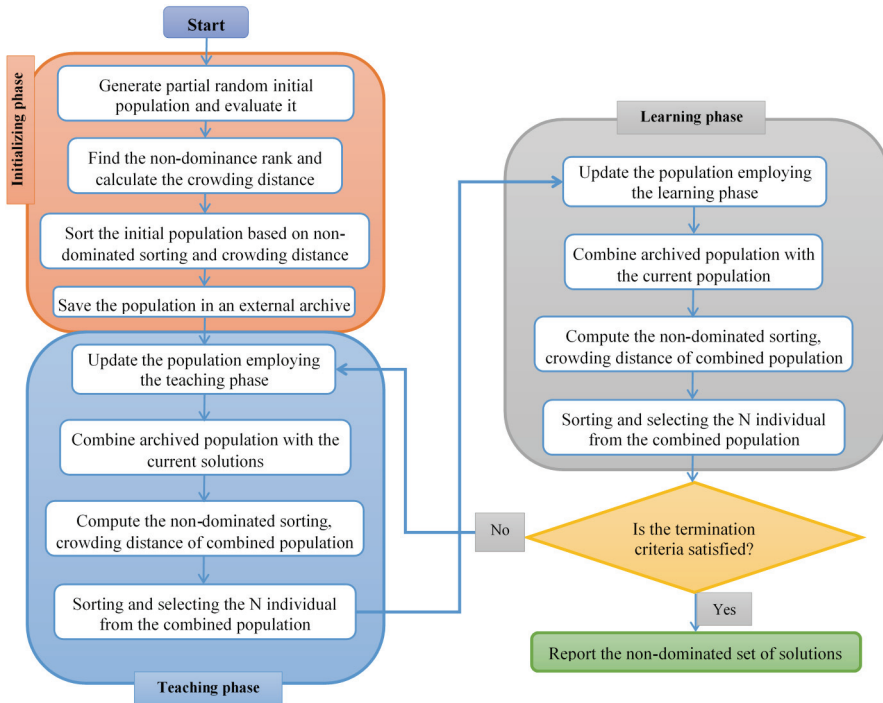 Start
Initializing phase
Generate partial random initial
population and evaluate it
Find the non-dominance rank and
calculate the crowding distance
Sort the initial population based on non-
dominated sorting and crowding distance
Save the population in an external archive
Update the population employing
the teaching phase
Combine archived population with the
current solutions
Compute the non-dominated sorting,
crowding distance of combined population
Sorting and selecting the N individual
from the combined population
Teaching phase
Learning phase
Update the population employing
the learning phase
Combine archived population with
the current population
Compute the non-dominated sorting,
crowding distance of combined population
Sorting and selecting the N individual
from the combined population
Is the termination
criteria satisfied?
No
Yes
Report the non-dominated set of solutions